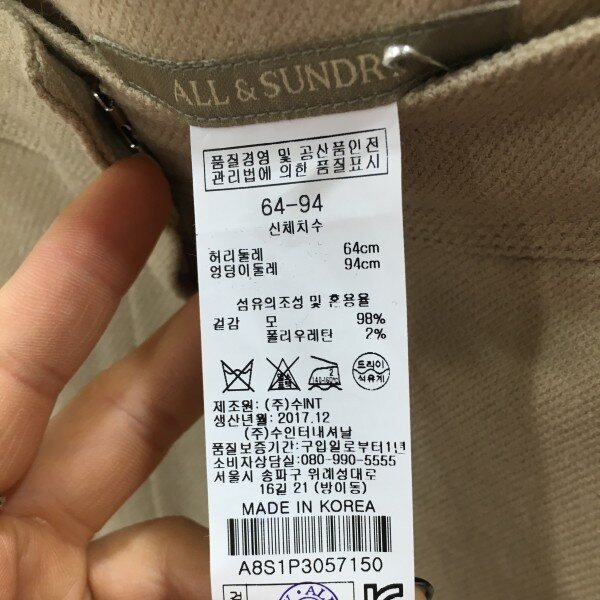 ALL & SUNDRY
품질경영 및 공산품안전
관리법에 의한 품질표시
64-94
신체치수
허리둘레 64cm
엉덩이둘레 94cm
섬유의조성 및 혼용율
겉감 모 98%
폴리우레탄 2%
드라이
석유계
제조원: (주)수INT
생산년월: 2017.12
(주)수인터내셔날
품질보증기간: 구입일로부터1년
소비자상담실: 080-990-5555
서울시 송파구 위례성대로
16길 21 (방이동)
MADE IN KOREA
A8S1P3057150